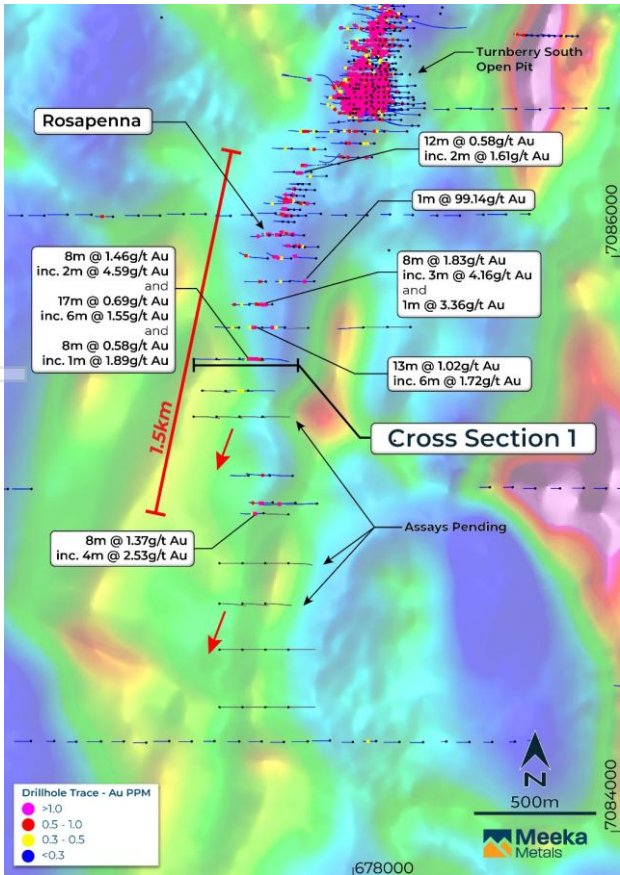 Turnberry South
Open Pit
Rosapenna
12m @ 0.58g/t Au
inc. 2m @ 1.61g/t Au
1m @ 99.14g/t Au
7086000
8m @ 1.46g/t Au
inc. 2m @ 4.59g/t Au
and
17m @ 0.69g/t Au
inc. 6m @ 1.55g/t Au
and
8m @ 0.58g/t Au
inc. 1m @ 1.89g/t Au
8m @ 1.83g/t Au
inc. 3m @ 4.16g/t Au
and
1m @ 3.36g/t Au
13m @ 1.02g/t Au
inc. 6m @ 1.72g/t Au
1.5km
Cross Section 1
Assays Pending
8m @ 1.37g/t Au
inc. 4m @ 2.53g/t Au
N
500m
7084000
Drillhole Trace - Au PPM
>1.0
0.5 - 1.0
0.3 - 0.5
<0.3
Meeka
Metals
678000